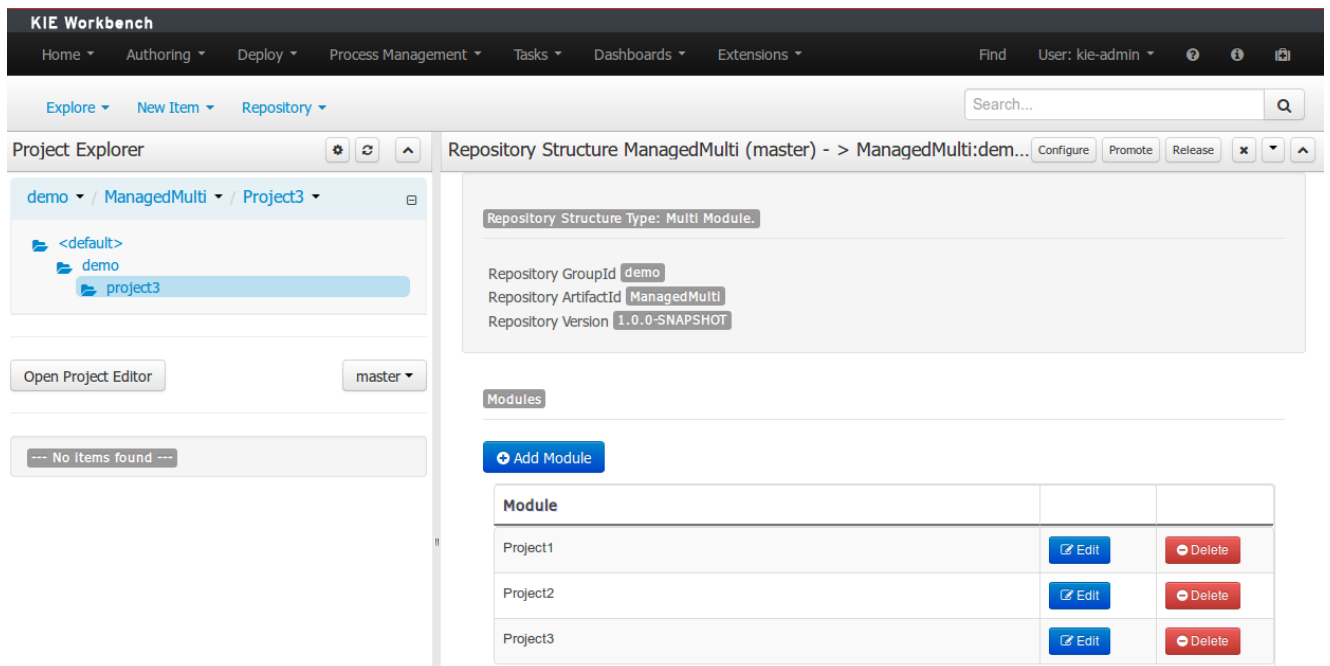 KIE Workbench
Home Authoring Deploy Process Management Tasks Dashboards Extensions Find User: kie-admin
Explore New Item Repository Search...
Project Explorer
demo / ManagedMulti / Project3
<default>
demo
project3
Open Project Editor master
--- No items found ---
Repository Structure ManagedMulti (master) - > ManagedMulti:dem... Configure Promote Release
Repository Structure Type: Multi Module.
Repository GroupId demo
Repository ArtifactId ManagedMulti
Repository Version 1.0.0-SNAPSHOT
Modules
Add Module
Module
Project1 Edit Delete
Project2 Edit Delete
Project3 Edit Delete